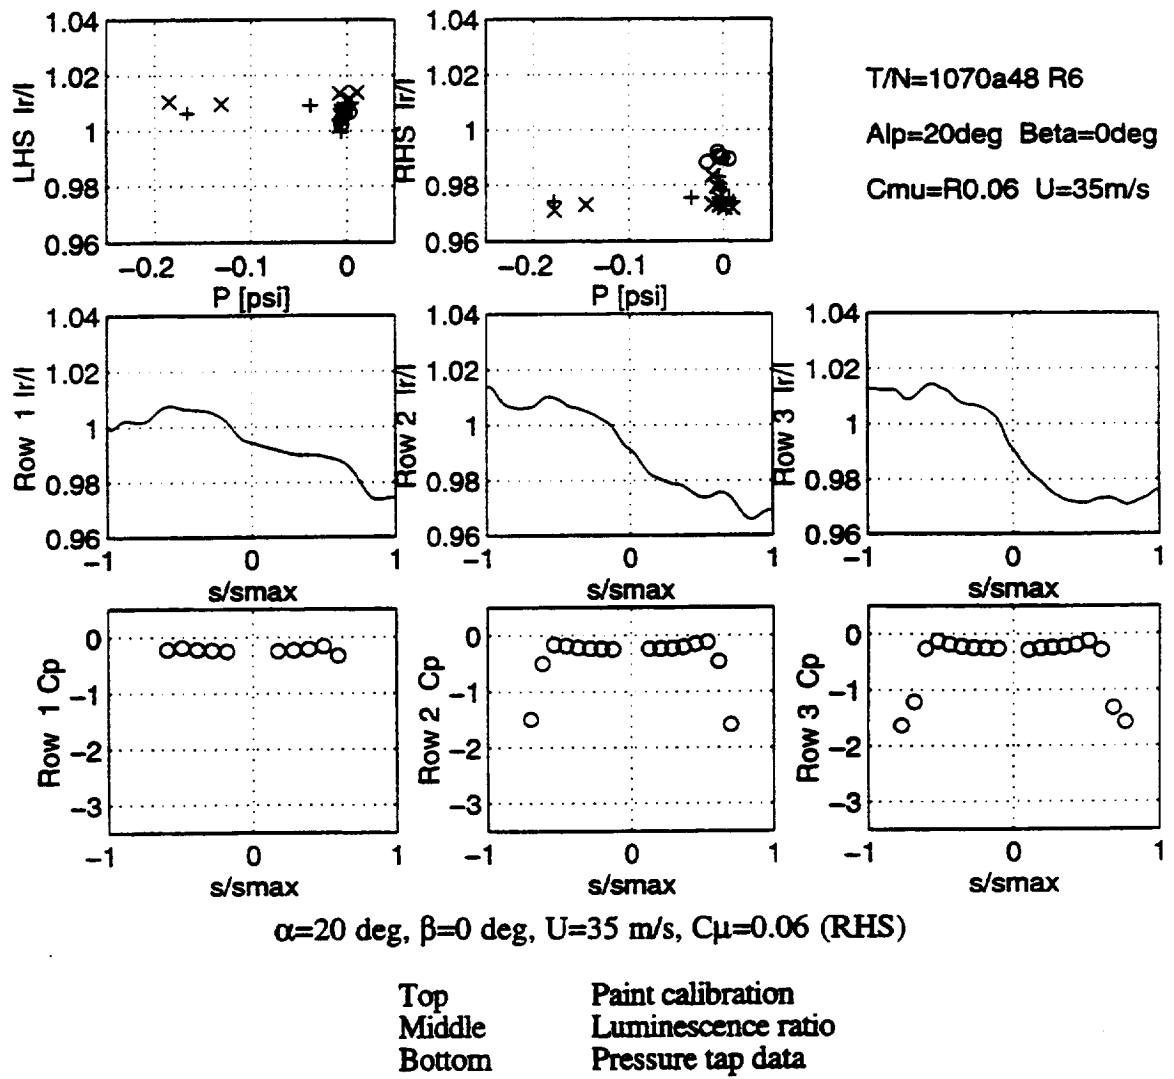 1.04
1.02
1
0.98
0.96
LHS Ir/I
−0.2 −0.1 0
P [psi]
1.04
1.02
1
0.98
0.96
RHS Ir/I
−0.2 −0.1 0
P [psi]
T/N=1070a48 R6
Alp=20deg Beta=0deg
Cmu=R0.06 U=35m/s
1.04
1.02
1
0.98
0.96
Row 1 Ir/I
−1 0 1
s/smax
1.04
1.02
1
0.98
0.96
Row 2 Ir/I
−1 0 1
s/smax
1.04
1.02
1
0.98
0.96
Row 3 Ir/I
−1 0 1
s/smax
0
−1
−2
−3
Row 1 Cp
−1 0 1
s/smax
0
−1
−2
−3
Row 2 Cp
−1 0 1
s/smax
0
−1
−2
−3
Row 3 Cp
−1 0 1
s/smax
α=20 deg, β=0 deg, U=35 m/s, Cμ=0.06 (RHS)
Top Paint calibration
Middle Luminescence ratio
Bottom Pressure tap data